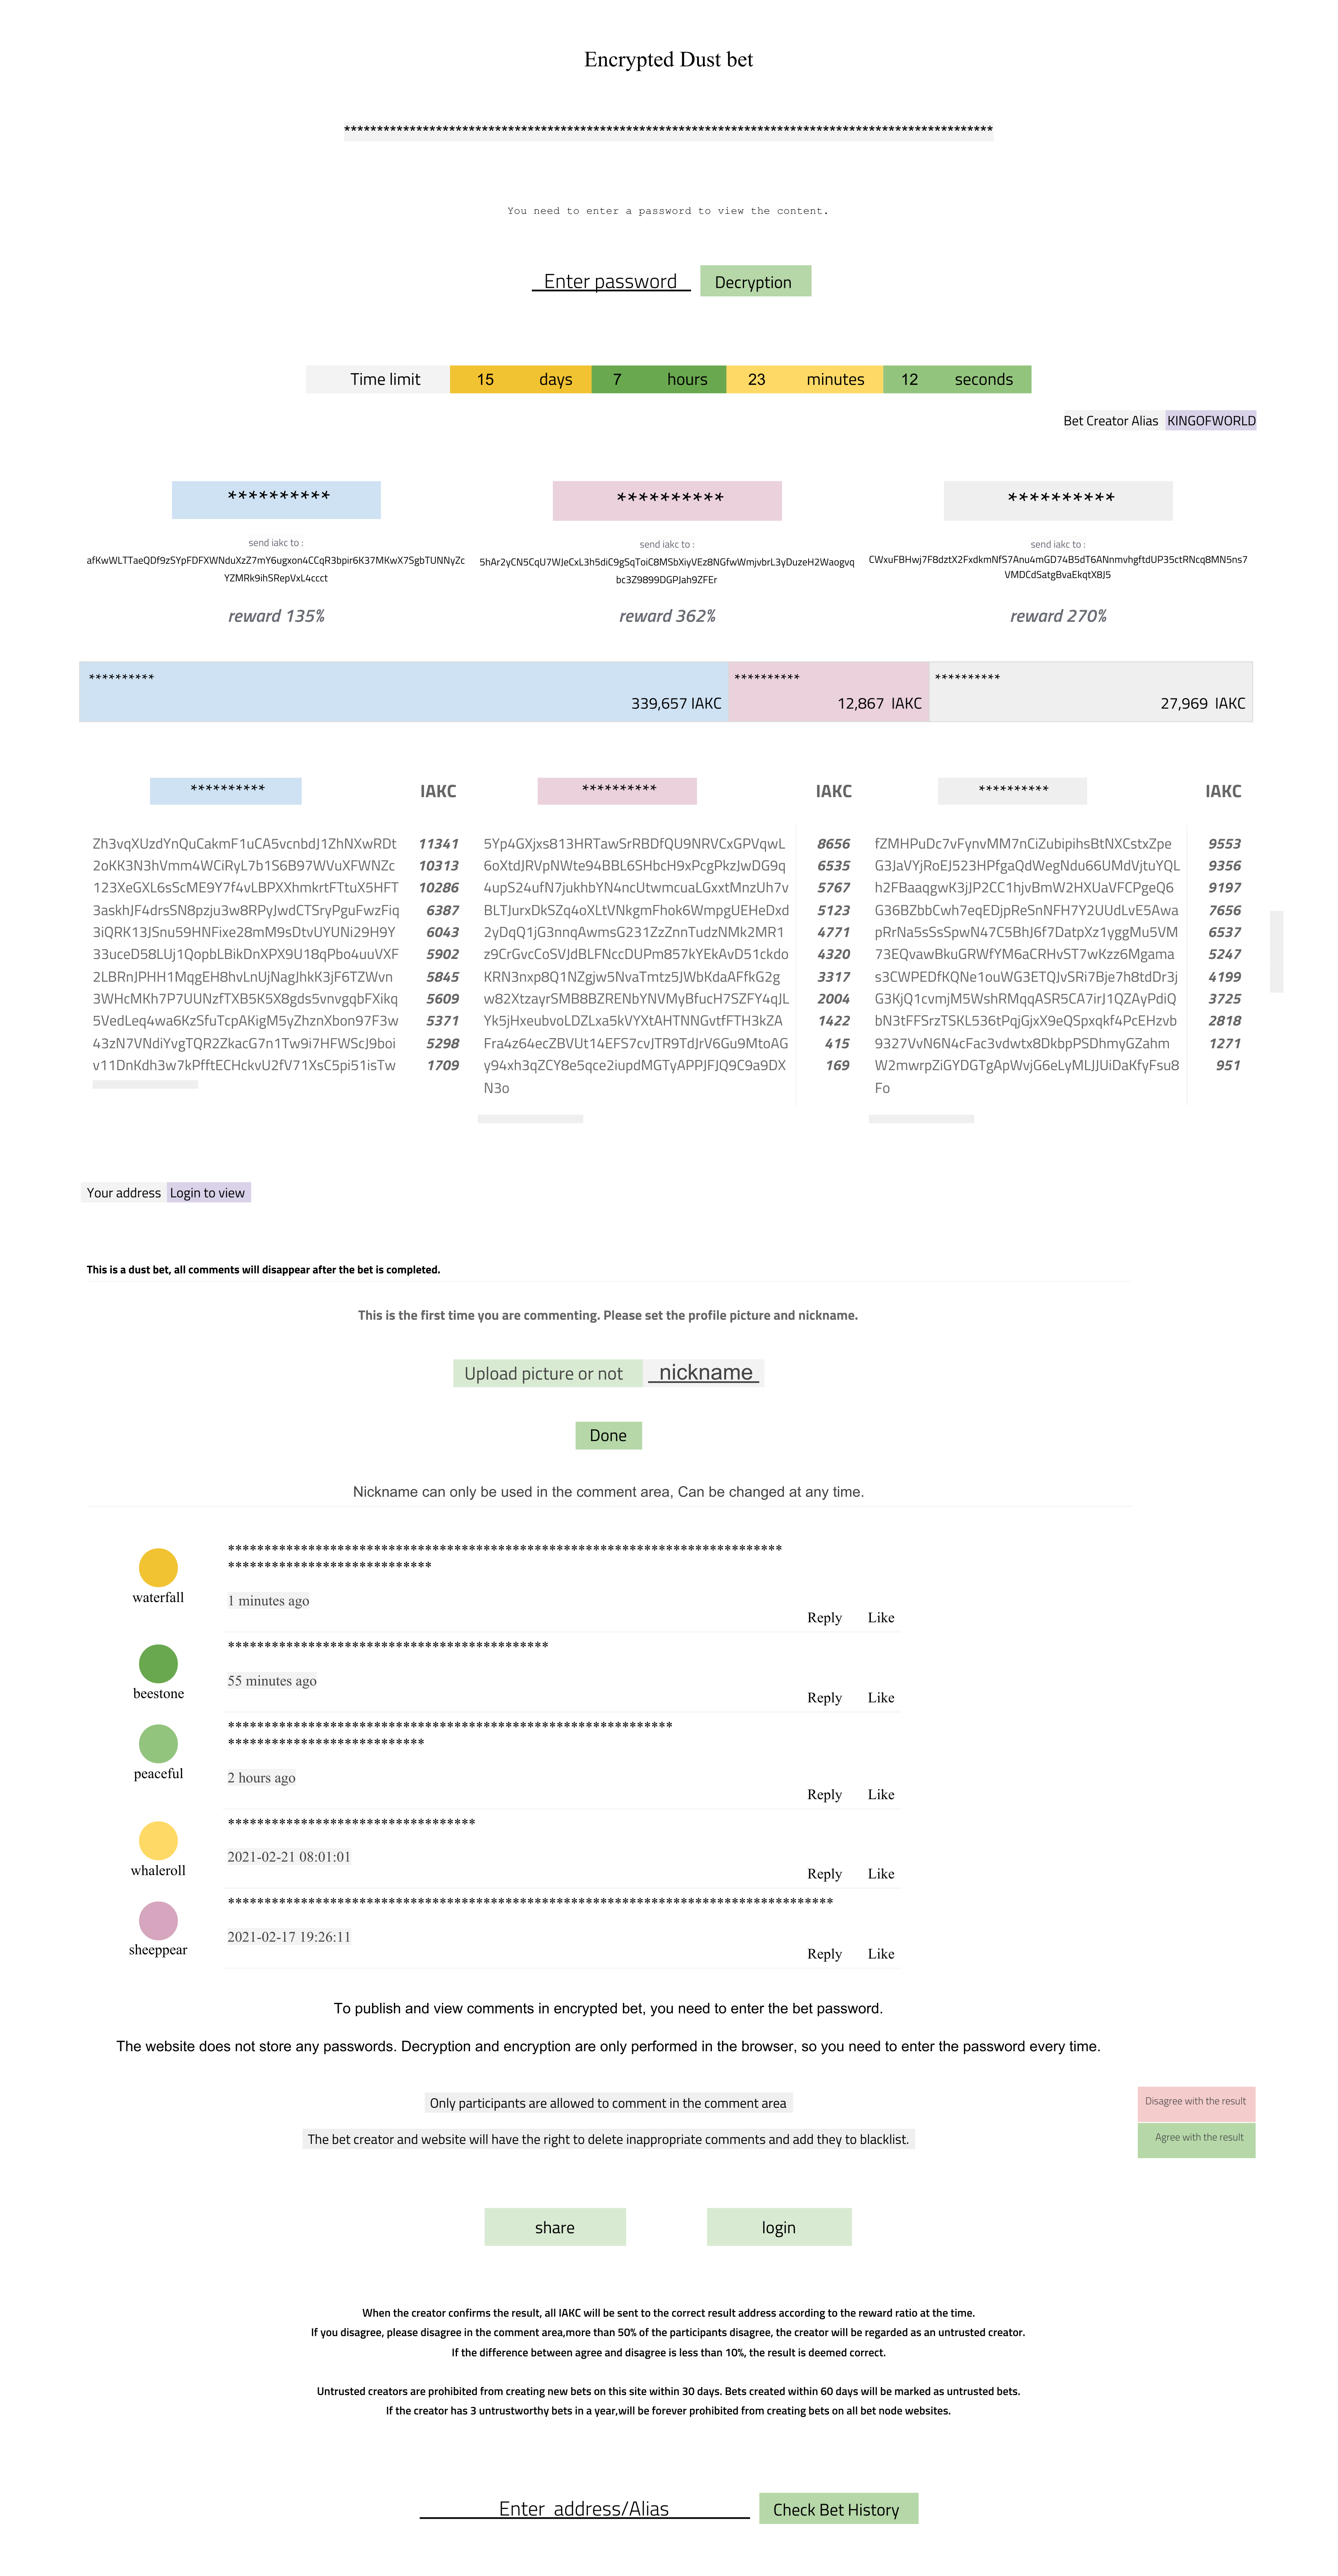 Encrypted Dust bet
****************************************************************************************************
You need to enter a password to view the content.
Enter password Decryption
Time limit 15 days 7 hours 23 minutes 12 seconds
Bet Creator Alias KINGOFWORLD
********** ********** **********
send iakc to : send iakc to : send iakc to :
afKwWLTTaeQDf9zSYpFDFXWNduXzZ7mY6ugxon4CCqR3bpir6K37MKwX7SgbTUNNyZc 5hAr2yCN5CqU7WJeCxL3h5diC9gSqToiC8MSbXiyVEz8NGfwWmjvbrL3yDuzeH2Waogvq CWxuFBHwj7F8dztX2FxdkmNfS7Anu4mGD74B5dT6ANnmvhgftdUP35ctRNcq8MN5ns7
YZMRk9ihSRepVxL4ccct bc3Z9899DGPJah9ZFEr VMDCdSatgBvaEkqtX8J5
reward 135% reward 362% reward 270%
********** ********** **********
339,657 IAKC 12,867 IAKC 27,969 IAKC
********** IAKC ********** IAKC ********** IAKC
Zh3vqXUzdYnQuCakmF1uCA5vcnbdJ1ZhNXwRDt 11341 5Yp4GXjxs813HRTawSrRBDfQU9NRVCxGPVqwL 8656 fZMHPuDc7vFynvMM7nCiZubipihsBtNXCstxZpe 9553
2oKK3N3hVmm4WCiRyL7b1S6B97WVuXFWNZc 10313 6oXtdJRVpNWte94BBL6SHbcH9xPcgPkzJwDG9q 6535 G3JaVYjRoEJ523HPfgaQdWegNdu66UMdVjtuYQL 9356
123XeGXL6sScME9Y7f4vLBPXXhmkrtFTtuX5HFT 10286 4upS24ufN7jukhbYN4ncUtwmcuaLGxxtMnzUh7v 5767 h2FBaaqgwK3jJP2CC1hjvBmW2HXUaVFCPgeQ6 9197
3askhJF4drsSN8pzju3w8RPyJwdCTSryPguFwzFiq 6387 BLTJurxDkSZq4oXLtVNkgmFhok6WmpgUEHeDxd 5123 G36BZbbCwh7eqEDjpReSnNFH7Y2UUdLvE5Awa 7656
3iQRK13JSnu59HNFixe28mM9sDtvUYUNi29H9Y 6043 2yDqQ1jG3nnqAwmsG231ZzZnnTudzNMk2MR1 4771 pRrNa5sSsSpwN47C5BhJ6f7DatpXz1yggMu5VM 6537
33uceD58LUj1QopbLBikDnXPX9U18qPbo4uuVXF 5902 z9CrGvcCoSVJdBLFNccDUPm857kYEkAvD51ckdo 4320 73EQvawBkuGRWfYM6aCRHvST7wKzz6Mgama 5247
2LBRnJPHH1MqgEH8hvLnUjNagJhkK3jF6TZWvn 5845 KRN3nxp8Q1NZgjw5NvaTmtz5JWbKdaAFfkG2g 3317 s3CWPEDfKQNe1ouWG3ETQJvSRi7Bje7h8tdDr3j 4199
3WHcMKh7P7UUNzfTXB5K5X8gds5vnvgqbFXikq 5609 w82XtzayrSMB8BZRENbYNVMyBfucH7SZFY4qJL 2004 G3KjQ1cvmjM5WshRMqqASR5CA7irJ1QZAyPdiQ 3725
5VedLeq4wa6KzSfuTcpAKigM5yZhznXbon97F3w 5371 Yk5jHxeubvoLDZLxa5kVYXtAHTNNGvtfFTH3kZA 1422 bN3tFFSrzTSKL536tPqjGjxX9eQSpxqkf4PcEHzvb 2818
43zN7VNdiYvgTQR2ZkacG7n1Tw9i7HFWScJ9boi 5298 Fra4z64ecZBVUt14EFS7cvJTR9TdJrV6Gu9MtoAG 415 9327VvN6N4cFac3vdwtx8DkbpPSDhmyGZahm 1271
v11DnKdh3w7kPfftECHckvU2fV71XsC5pi51isTw 1709 y94xh3qZCY8e5qce2iupdMGTyAPPJFJQ9C9a9DX 169 W2mwrpZiGYDGTgApWvjG6eLyMLJJUiDaKfyFsu8 951
N3o Fo
Your address Login to view
This is a dust bet, all comments will disappear after the bet is completed.
This is the first time you are commenting. Please set the profile picture and nickname.
Upload picture or not nickname
Done
Nickname can only be used in the comment area, Can be changed at any time.
****************************************************************************
****************************
waterfall
1 minutes ago
Reply Like
********************************************
beestone
55 minutes ago
Reply Like
*************************************************************
***************************
peaceful
2 hours ago
Reply Like
**********************************
whaleroll
2021-02-21 08:01:01
Reply Like
***********************************************************************************
sheeppear
2021-02-17 19:26:11
Reply Like
To publish and view comments in encrypted bet, you need to enter the bet password.
The website does not store any passwords. Decryption and encryption are only performed in the browser, so you need to enter the password every time.
Only participants are allowed to comment in the comment area
Disagree with the result
The bet creator and website will have the right to delete inappropriate comments and add they to blacklist.
Agree with the result
share login
When the creator confirms the result, all IAKC will be sent to the correct result address according to the reward ratio at the time.
If you disagree, please disagree in the comment area,more than 50% of the participants disagree, the creator will be regarded as an untrusted creator.
If the difference between agree and disagree is less than 10%, the result is deemed correct.
Untrusted creators are prohibited from creating new bets on this site within 30 days. Bets created within 60 days will be marked as untrusted bets.
If the creator has 3 untrustworthy bets in a year,will be forever prohibited from creating bets on all bet node websites.
Enter address/Alias Check Bet History